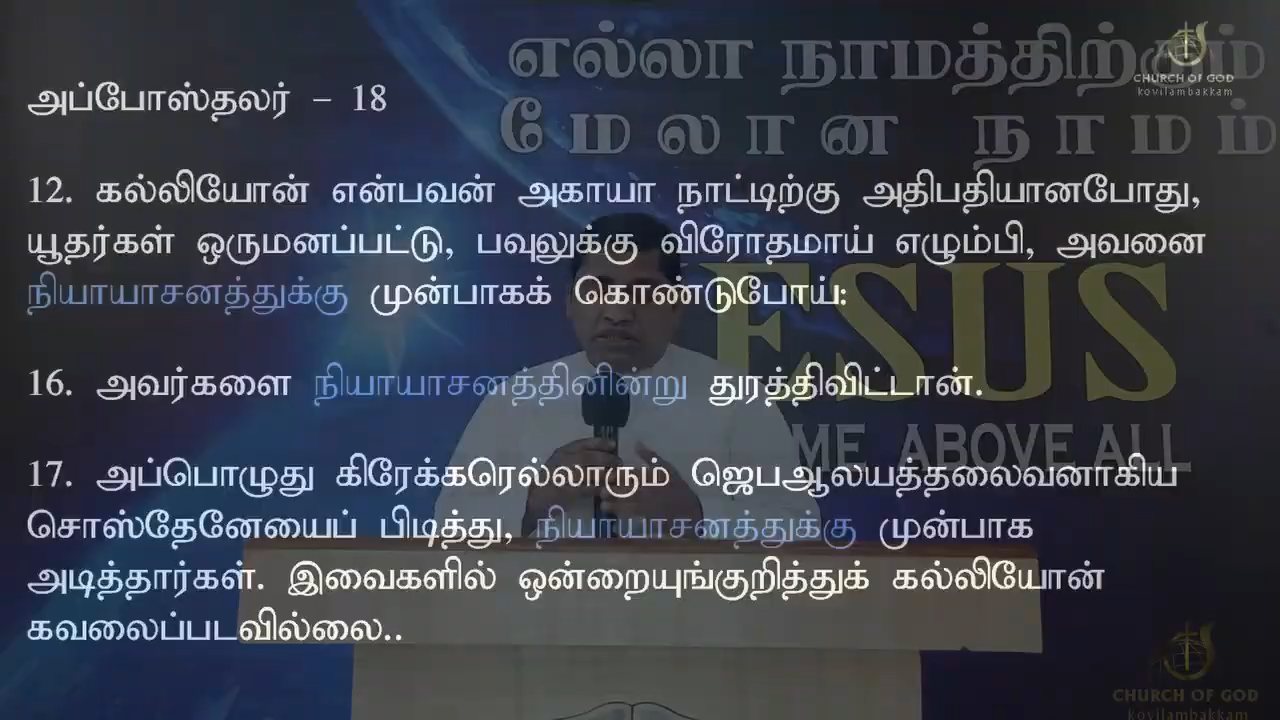 எல்லா நாமத்திற்கும்
மேலான நாமம்
CHURCH OF GOD
kovilambakkam
அப்போஸ்தலர் – 18
12. கல்லியோன் என்பவன் அகாயா நாட்டிற்கு அதிபதியானபோது,
யூதர்கள் ஒருமனப்பட்டு, பவுலுக்கு விரோதமாய் எழும்பி, அவனை
நியாயாசனத்துக்கு முன்பாகக் கொண்டுபோய்:
16. அவர்களை நியாயாசனத்தினின்று துரத்திவிட்டான்.
17. அப்பொழுது கிரேக்கரெல்லாரும் ஜெபஆலயத்தலைவனாகிய
சொஸ்தேனேயைப் பிடித்து, நியாயாசனத்துக்கு முன்பாக
அடித்தார்கள். இவைகளில் ஒன்றையுங்குறித்துக் கல்லியோன்
கவலைப்படவில்லை..
ESUS
ME ABOVE ALL
CHURCH OF GOD
kovilambakkam